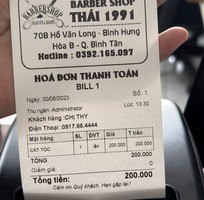 BARBERSHOP
BARBER SHOP
THÁI 1991
70B Hồ Văn Long - Bình Hưng
Hòa B - Q. Bình Tân
Hotline : 0392.165.097
HOÁ ĐƠN THANH TOÁN
BILL 1
Ngày: 30/06/2023
Số: 1
Thu ngân: Administrator
Lúc: 13:30
Khách hàng :CHỊ THY
Điện Thoại :0917.66.4444
Mặt hàng SL ĐVT Giá T tiền
CẮT TÓC 1 lần 200.000 200.000
TỔNG 200.000
Giảm giá: 0
Tổng tiền: 200.000
Cảm ơn Quý khách. Hẹn gặp lại!